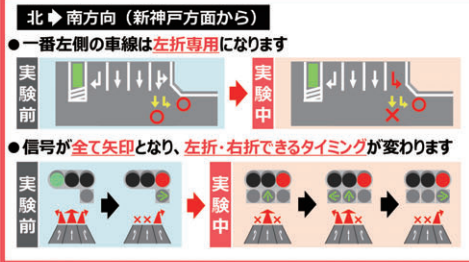 北➡南方向（新神戸方面から）
●一番左側の車線は左折専用になります
実験前
実験中
●信号が全て矢印となり、左折・右折できるタイミングが変わります
実験前
実験中